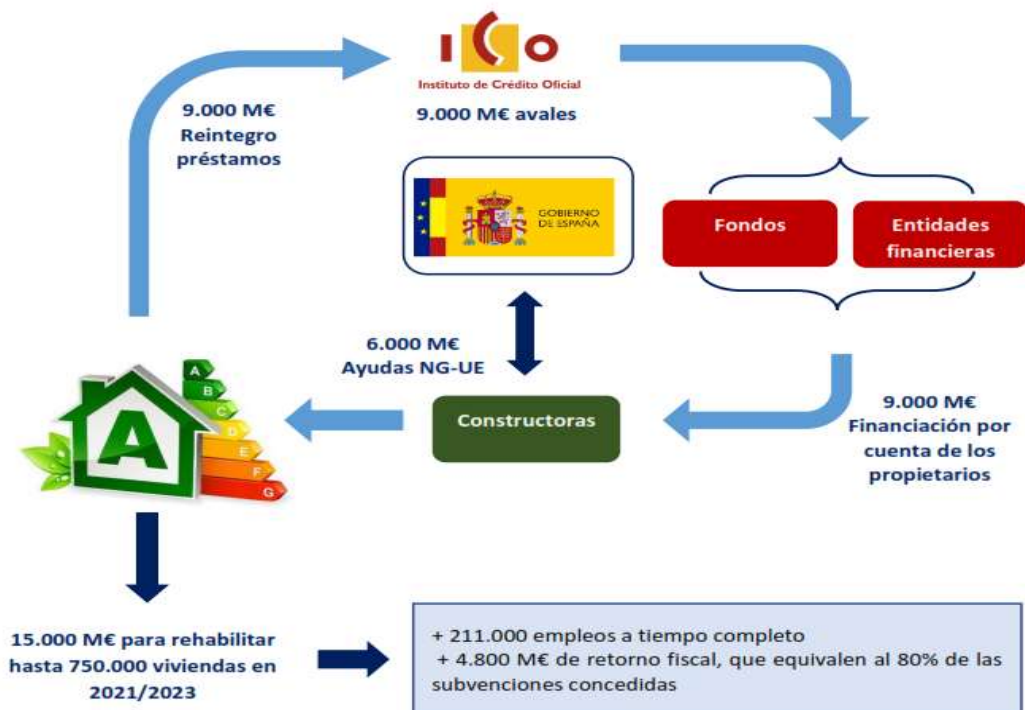 ICO
Instituto de Crédito Oficial
9.000 M€ avales
9.000 M€
Reintegro
préstamos
GOBIERNO
DE ESPAÑA
Fondos
Entidades
financieras
6.000 M€
Ayudas NG-UE
Constructoras
9.000 M€
Financiación por
cuenta de los
propietarios
A
A
B
C
D
E
F
G
15.000 M€ para rehabilitar
hasta 750.000 viviendas en
2021/2023
+ 211.000 empleos a tiempo completo
+ 4.800 M€ de retorno fiscal, que equivalen al 80% de las
subvenciones concedidas